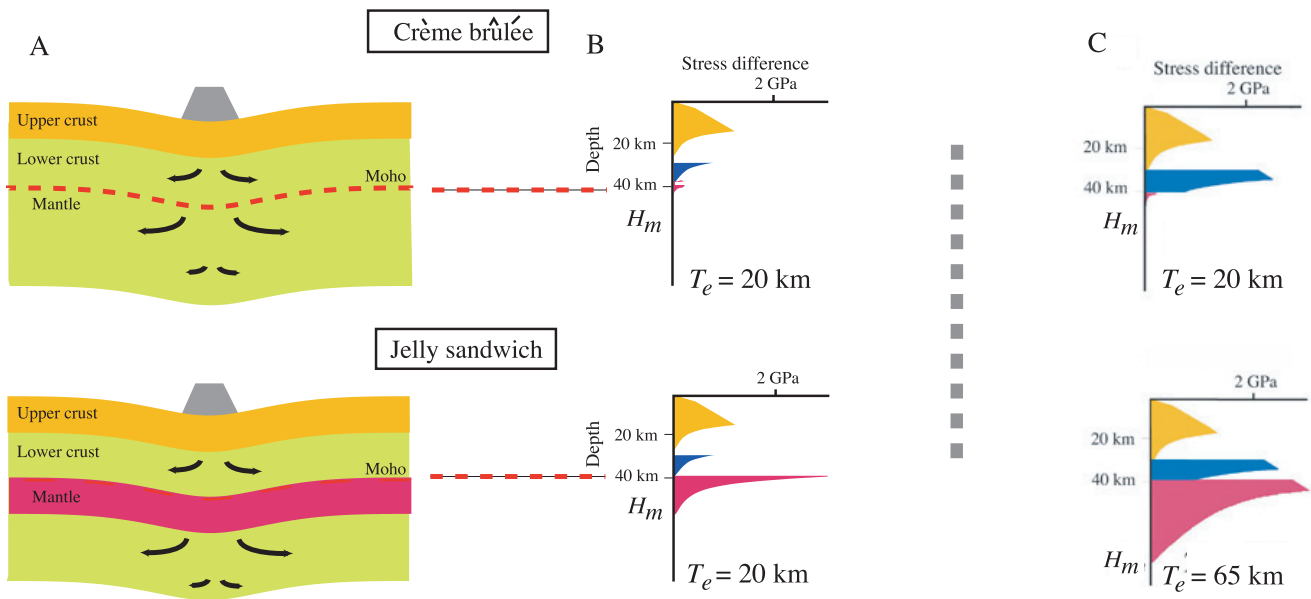 Crème brûlée
A
B
C
Stress difference
2 GPa
Upper crust
Lower crust
Moho
Mantle
Depth
20 km
40 km
Hm
Te = 20 km
Stress difference
2 GPa
20 km
40 km
Hm
Te = 20 km
Jelly sandwich
Upper crust
Lower crust
Moho
Mantle
2 GPa
Depth
20 km
40 km
Hm
Te = 20 km
2 GPa
20 km
40 km
Hm
Te = 65 km